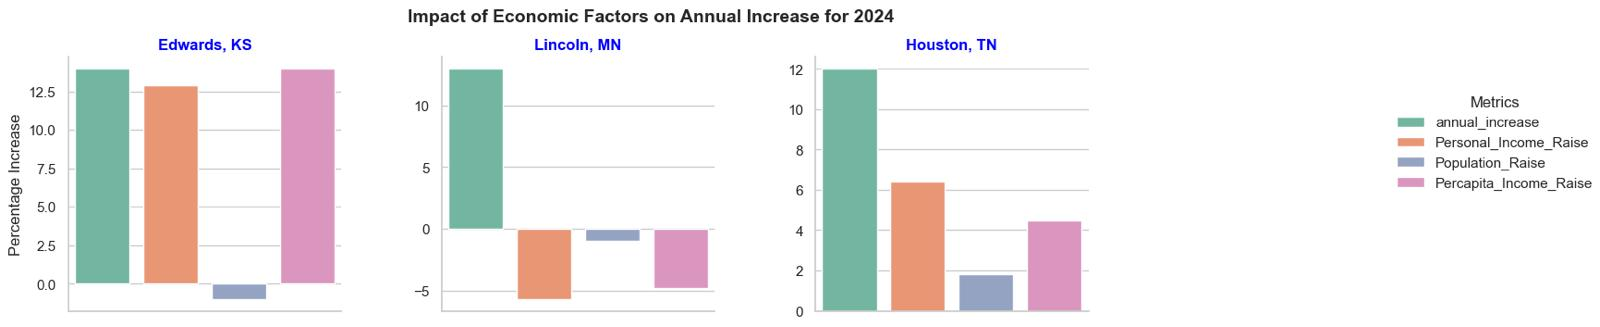 Impact of Economic Factors on Annual Increase for 2024
Edwards, KS
Lincoln, MN
Houston, TN
Percentage Increase
12.5
10.0
7.5
5.0
2.5
0.0
10
5
0
−5
12
10
8
6
4
2
0
Metrics
annual_increase
Personal_Income_Raise
Population_Raise
Percapita_Income_Raise